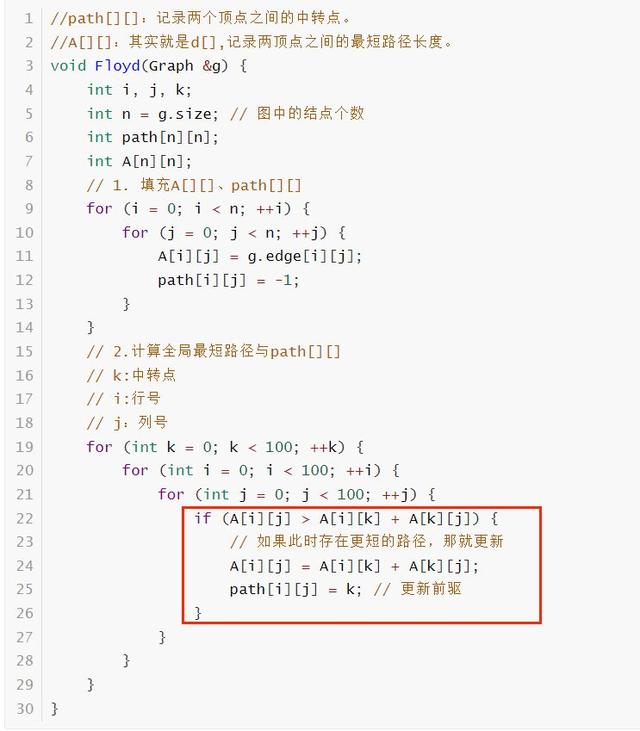 1 //path[][]：记录两个顶点之间的中转点。
2 //A[][]：其实就是d[],记录两顶点之间的最短路径长度。
3 void Floyd(Graph &g) {
4     int i, j, k;
5     int n = g.size; // 图中的结点个数
6     int path[n][n];
7     int A[n][n];
8     // 1. 填充A[][]、path[][]
9     for (i = 0; i < n; ++i) {
10         for (j = 0; j < n; ++j) {
11             A[i][j] = g.edge[i][j];
12             path[i][j] = -1;
13         }
14     }
15     // 2.计算全局最短路径与path[][]
16     // k:中转点
17     // i:行号
18     // j：列号
19     for (int k = 0; k < 100; ++k) {
20         for (int i = 0; i < 100; ++i) {
21             for (int j = 0; j < 100; ++j) {
22                 if (A[i][j] > A[i][k] + A[k][j]) {
23                     // 如果此时存在更短的路径，那就更新
24                     A[i][j] = A[i][k] + A[k][j];
25                     path[i][j] = k; // 更新前驱
26                 }
27             }
28         }
29     }
30 }